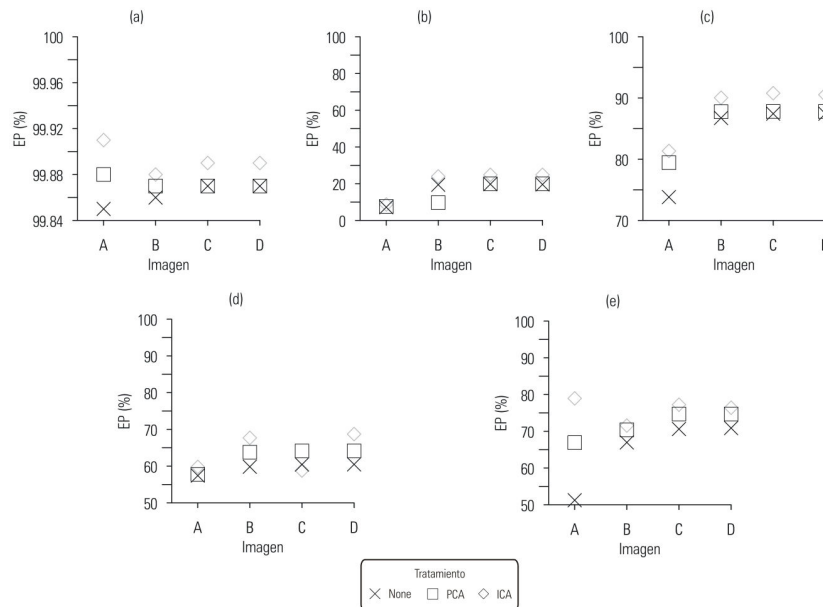 (a)
100
99.96
99.92
99.88
99.84
EP (%)
A B C D
Imagen
(b)
100
80
60
40
20
0
EP (%)
A B C D
Imagen
(c)
100
90
80
70
EP (%)
A B C
Imagen
(d)
100
90
80
70
60
50
EP (%)
A B C D
Imagen
(e)
100
90
80
70
60
50
EP (%)
A B C D
Imagen
Tratamiento
None PCA ICA